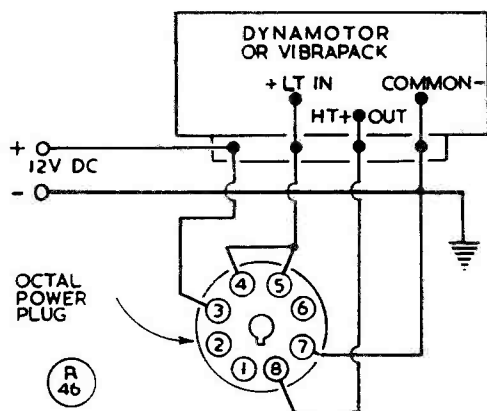 DYNAMOTOR
OR VIBRAPACK
+ LT IN
COMMON-
HT+ OUT
+
12V DC
-
OCTAL
POWER
PLUG
4
5
3
6
2
7
1
8
R
46